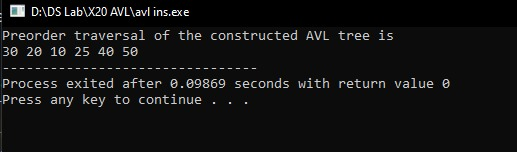 D:\DS Lab\X20 AVL\avl ins.exe
Preorder traversal of the constructed AVL tree is
30 20 10 25 40 50
--------------------------------
Process exited after 0.09869 seconds with return value 0
Press any key to continue . . .